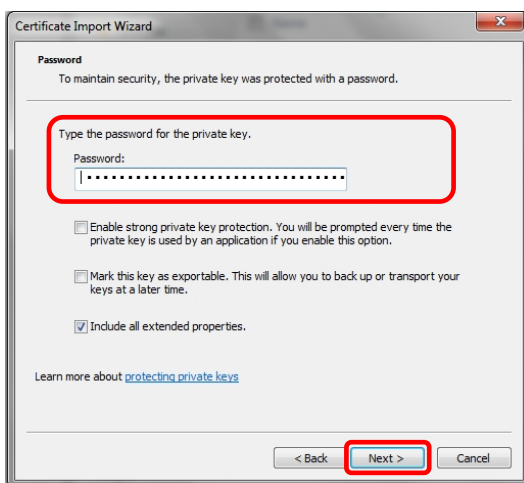 Certificate Import Wizard
Password
To maintain security, the private key was protected with a password.
Type the password for the private key.
Password:
Enable strong private key protection. You will be prompted every time the
private key is used by an application if you enable this option.
Mark this key as exportable. This will allow you to back up or transport your
keys at a later time.
Include all extended properties.
Learn more about protecting private keys
< Back Next > Cancel